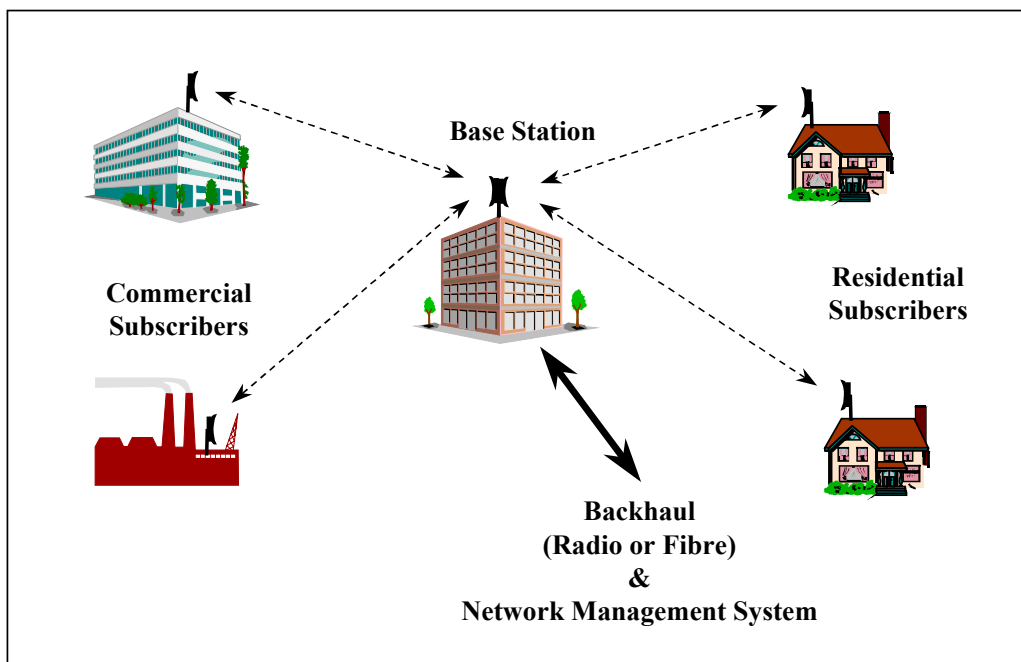 Base Station
Commercial
Subscribers
Residential
Subscribers
Backhaul
(Radio or Fibre)
&
Network Management System